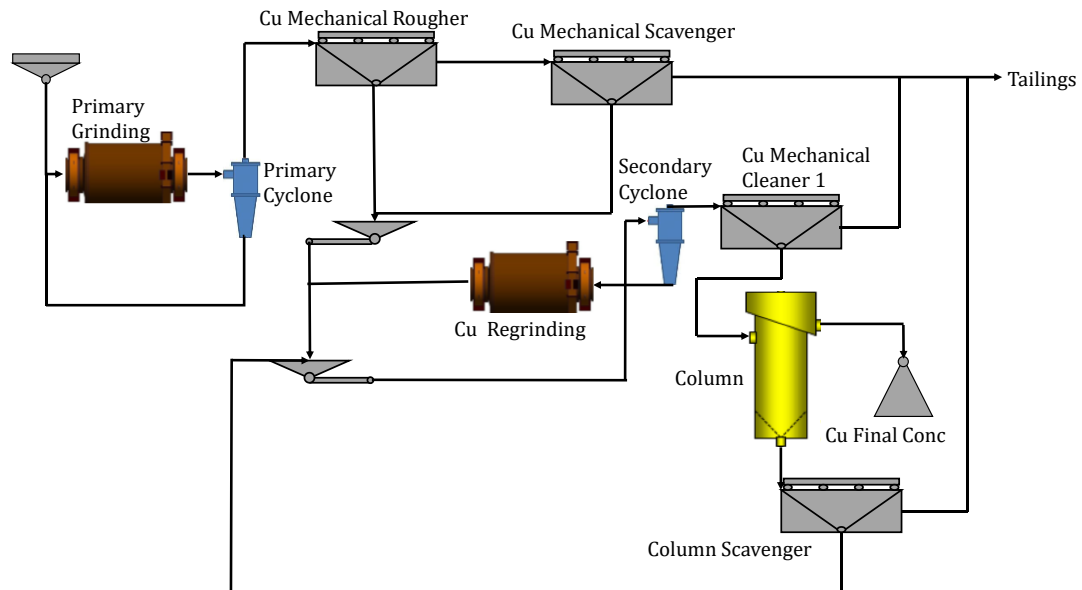 Cu Mechanical Rougher
Cu Mechanical Scavenger
Tailings
Primary
Grinding
Primary
Cyclone
Secondary
Cyclone
Cu Mechanical
Cleaner 1
Cu  Regrinding
Column
Cu Final Conc
Column Scavenger